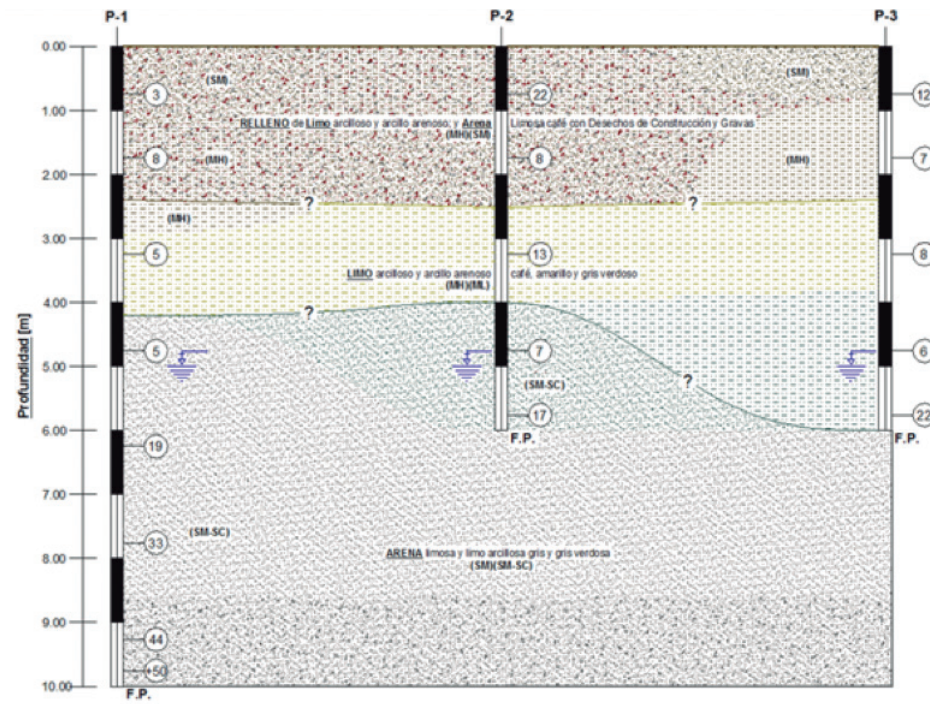 P-1 P-2 P-3
0.00
(SM) (SM)
3 22 12
1.00
RELLENO de Limo arcilloso y arcillo arenoso; y Arena Limosa café con Desechos de Construcción y Gravas
(MH)(SM)
8 (MH) 8 (MH) 7
2.00
? ?
(MH)
3.00
5 13 8
LIMO arcilloso y arcillo arenoso café, amarillo y gris verdoso
(MH)(ML)
4.00
?
5 7 6
5.00
(SM-SC) ?
17 22
6.00
F.P. F.P.
19
7.00
(SM-SC)
33
ARENA limosa y limo arcillosa gris y gris verdosa
8.00
(SM)(SM-SC)
9.00
44
+50
10.00
F.P.
Profundidad [m]